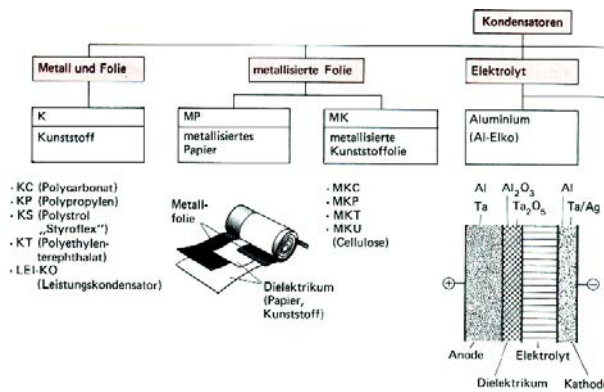 Kondensatoren
Metall und Folie
metallisierte Folie
Elektrolyt
K
Kunststoff
MP
metallisiertes
Papier
MK
metallisierte
Kunststoffolie
Aluminium
(Al-Elko)
· KC (Polycarbonat)
· KP (Polypropylen)
· KS (Polystrol
„Styroflex")
· KT (Polyethylen-
terephthalat)
· LEI-KO
(Leistungskondensator)
Metall-
folie
Dielektrikum
(Papier,
Kunststoff)
· MKC
· MKP
· MKT
· MKU
(Cellulose)
Al Al₂O₃ Al
Ta Ta₂O₅ Ta/Ag
+
−
Anode Elektrolyt
Dielektrikum Kathode